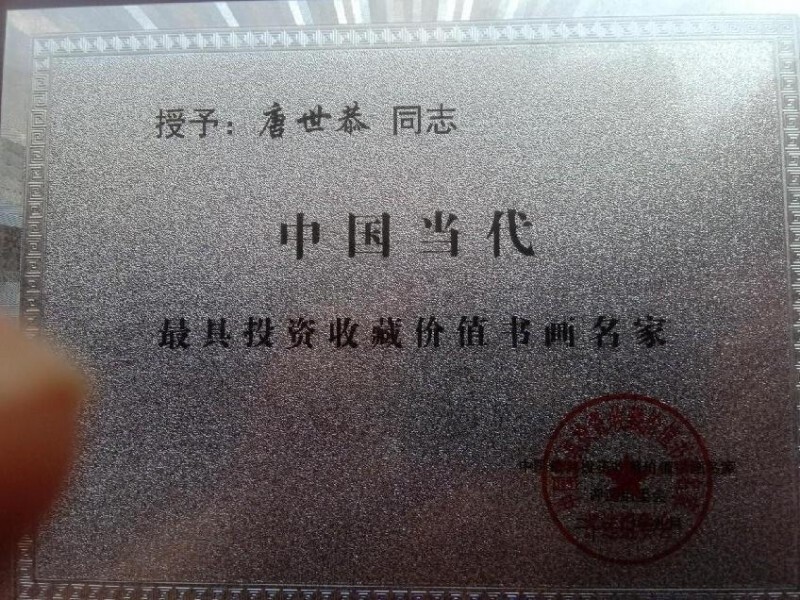 授予：唐世恭 同志
中国当代
最具投资收藏价值书画名家